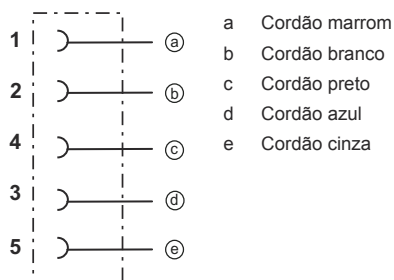 1 a
2 b
4 c
3 d
5 e
a Cordão marrom
b Cordão branco
c Cordão preto
d Cordão azul
e Cordão cinza